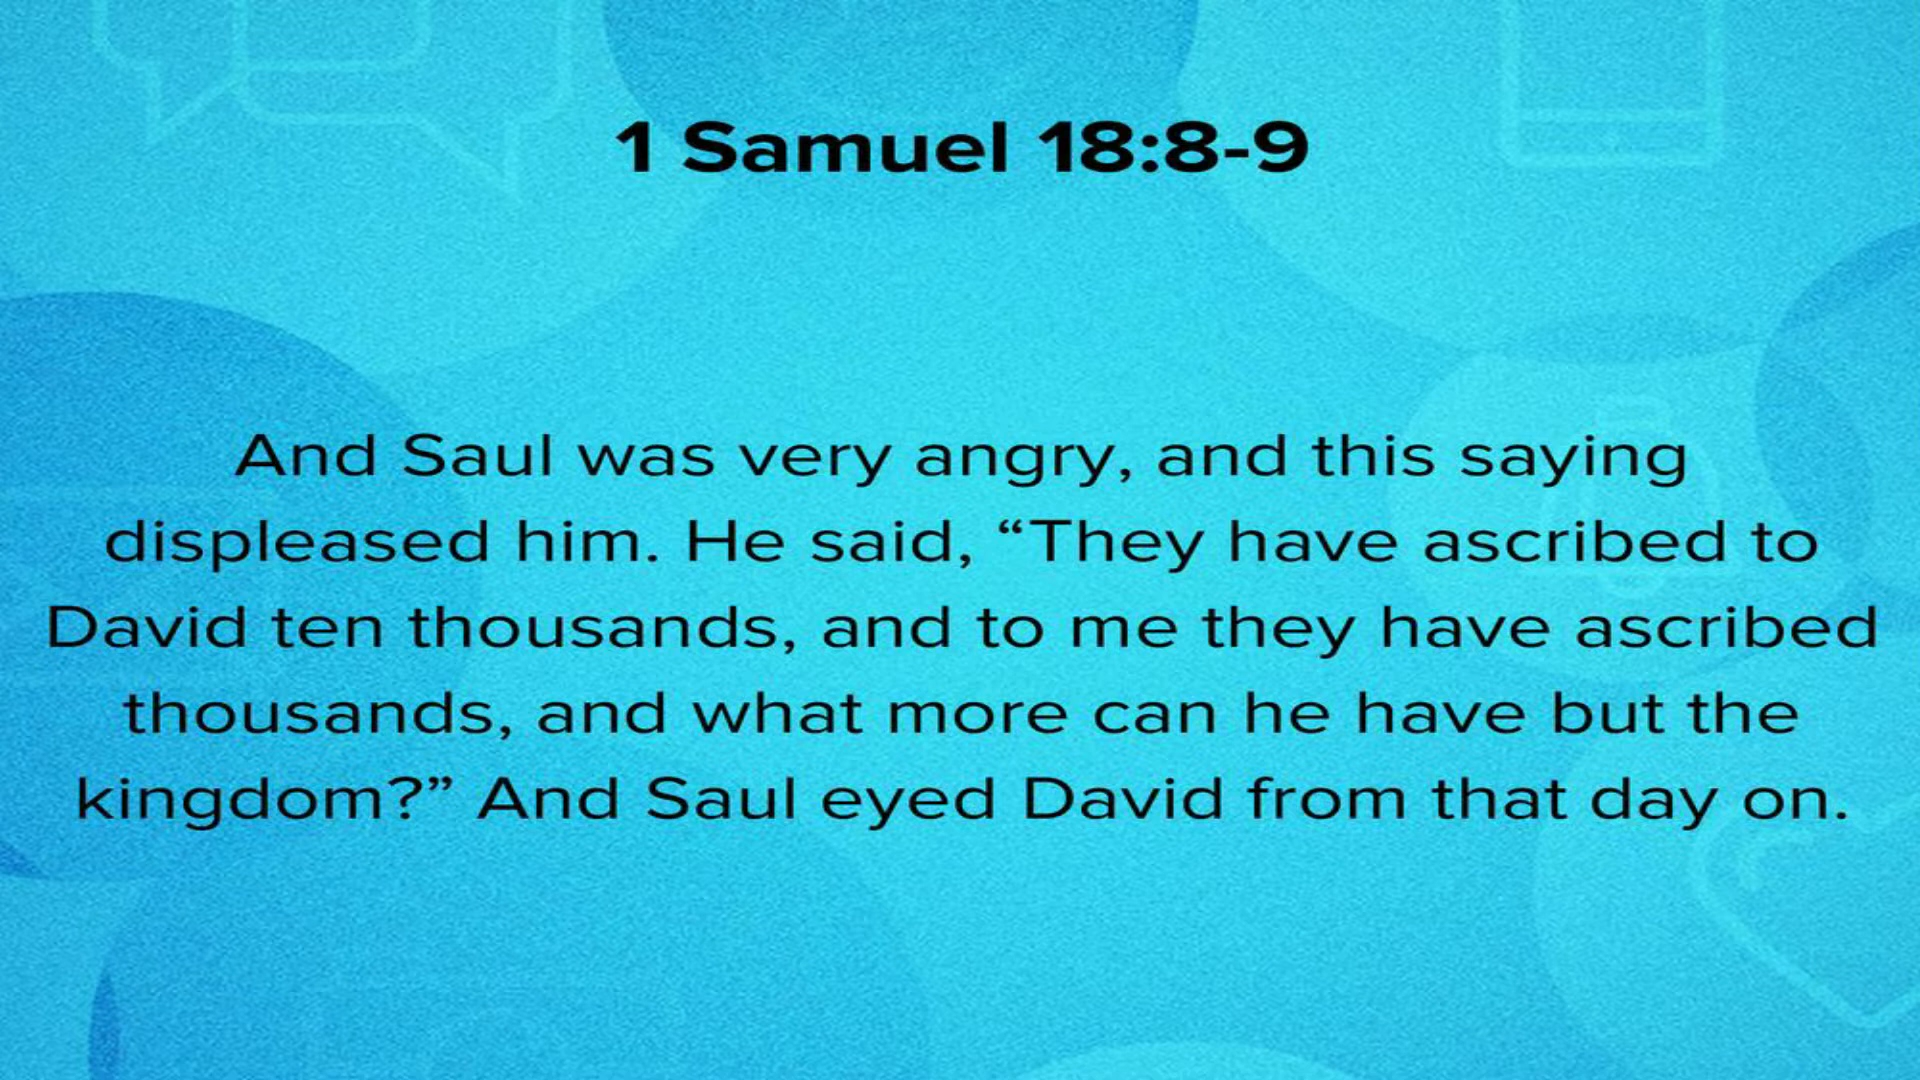 1 Samuel 18:8-9
And Saul was very angry, and this saying
displeased him. He said, “They have ascribed to
David ten thousands, and to me they have ascribed
thousands, and what more can he have but the
kingdom?” And Saul eyed David from that day on.